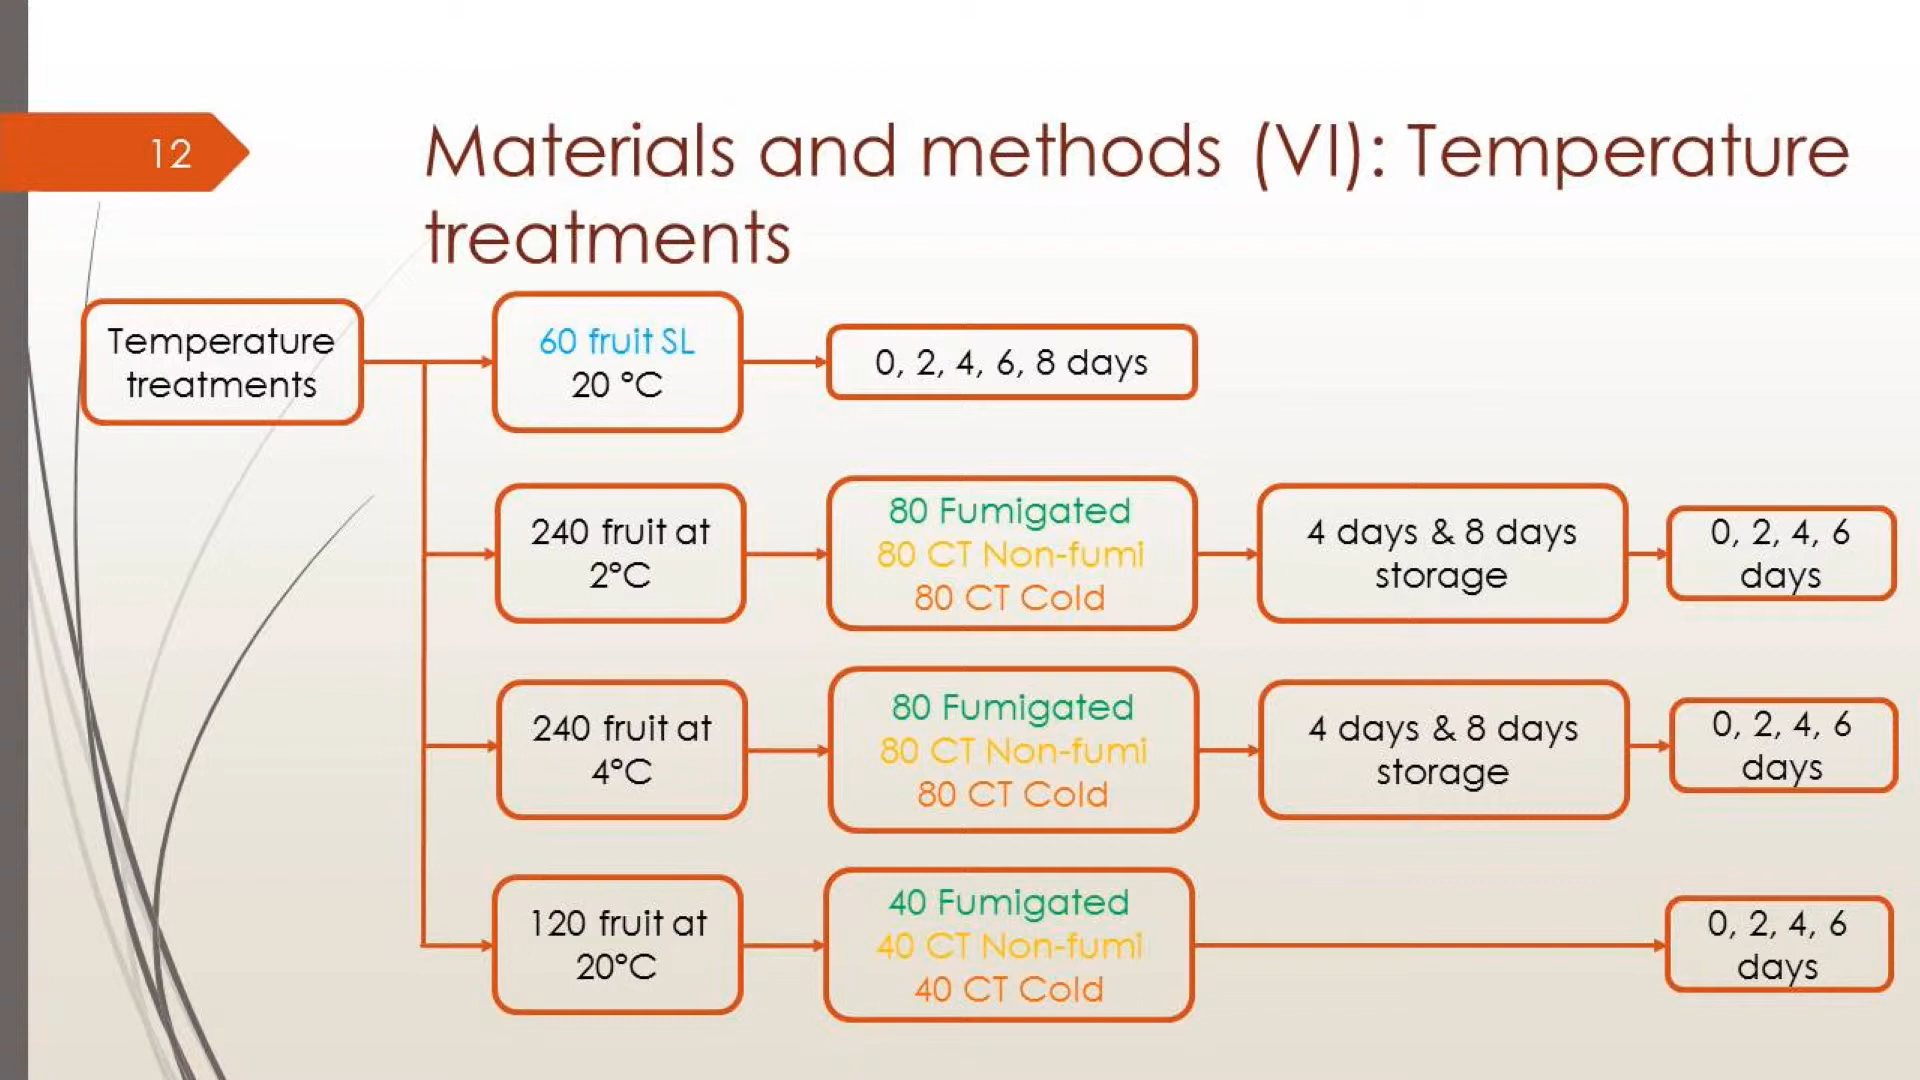 12
Materials and methods (VI): Temperature
treatments
Temperature
treatments
60 fruit SL
20 °C
0, 2, 4, 6, 8 days
240 fruit at
2°C
80 Fumigated
80 CT Non-fumi
80 CT Cold
4 days & 8 days
storage
0, 2, 4, 6
days
240 fruit at
4°C
80 Fumigated
80 CT Non-fumi
80 CT Cold
4 days & 8 days
storage
0, 2, 4, 6
days
120 fruit at
20°C
40 Fumigated
40 CT Non-fumi
40 CT Cold
0, 2, 4, 6
days